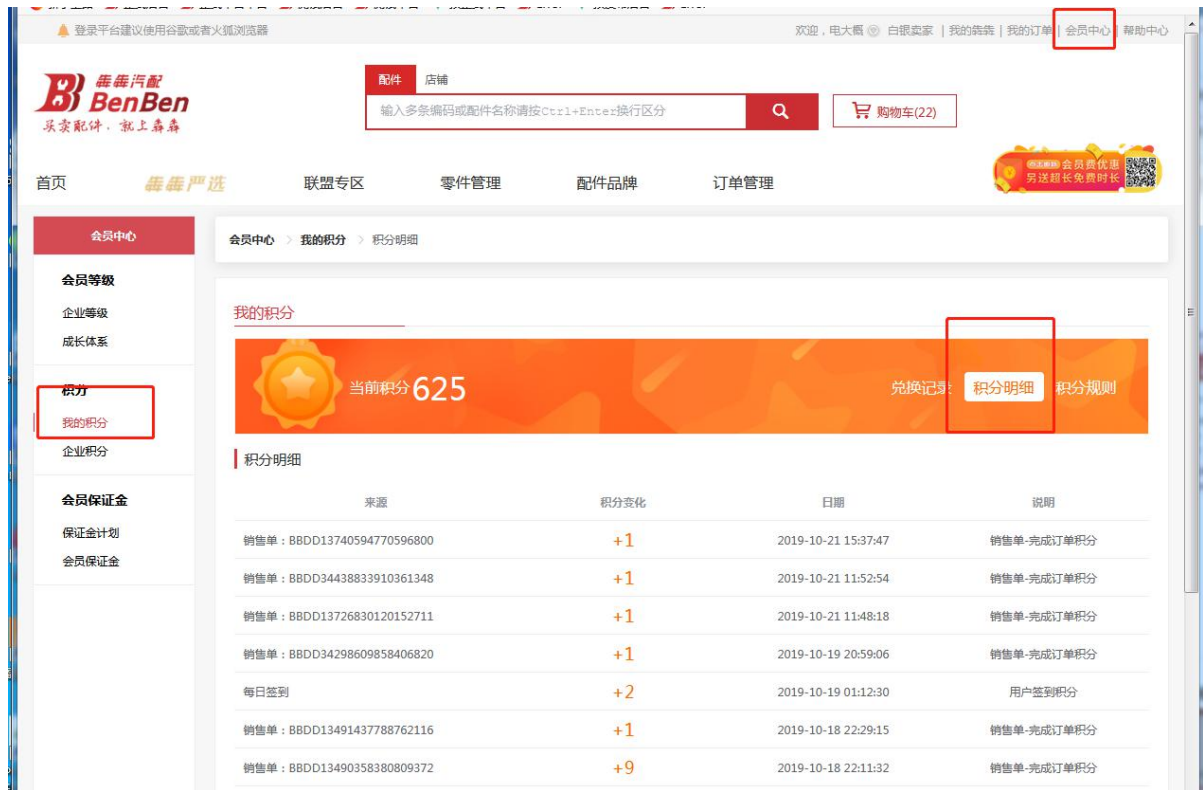 登录平台建议使用谷歌或者火狐浏览器
欢迎，电大概 白银卖家 | 我的犇犇 | 我的订单 | 会员中心 | 帮助中心
犇犇汽配
BenBen
买卖配件，就上犇犇
配件 店铺
输入多条编码或配件名称请按Ctrl+Enter换行区分
购物车(22)
会员费优惠
另送超长免费时长
首页 犇犇严选 联盟专区 零件管理 配件品牌 订单管理
会员中心
会员中心 > 我的积分 > 积分明细
会员等级
企业等级
成长体系
积分
我的积分
企业积分
会员保证金
保证金计划
会员保证金
我的积分
当前积分 625
兑换记录 积分明细 积分规则
积分明细
来源 积分变化 日期 说明
销售单：BBDD13740594770596800 +1 2019-10-21 15:37:47 销售单-完成订单积分
销售单：BBDD34438833910361348 +1 2019-10-21 11:52:54 销售单-完成订单积分
销售单：BBDD13726830120152711 +1 2019-10-21 11:48:18 销售单-完成订单积分
销售单：BBDD34298609858406820 +1 2019-10-19 20:59:06 销售单-完成订单积分
每日签到 +2 2019-10-19 01:12:30 用户签到积分
销售单：BBDD13491437788762116 +1 2019-10-18 22:29:15 销售单-完成订单积分
销售单：BBDD13490358380809372 +9 2019-10-18 22:11:32 销售单-完成订单积分